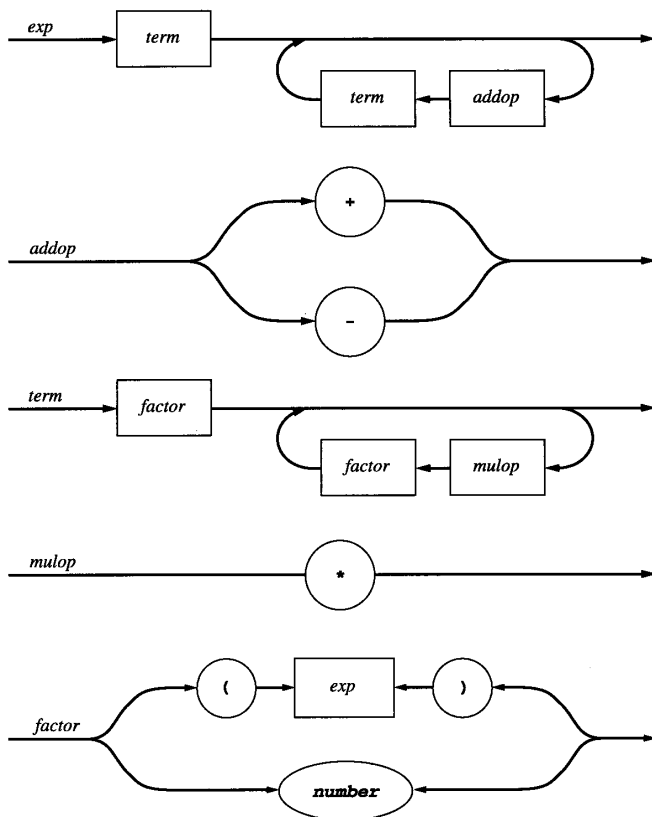 exp term
term addop
+
addop
-
term factor
factor mulop
mulop *
( exp )
factor
number